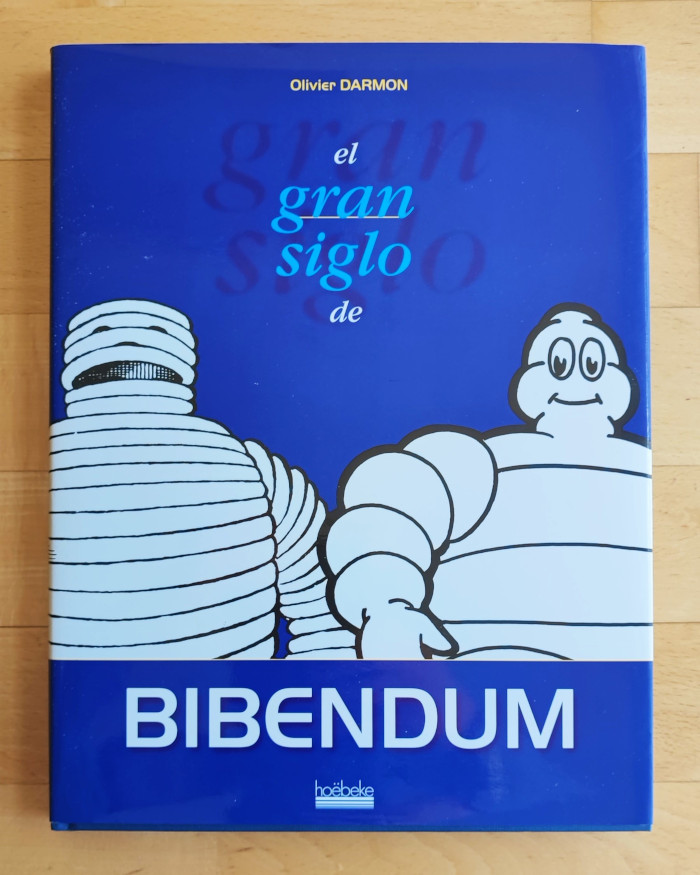 Olivier DARMON
el
gran
siglo
de
BIBENDUM
hoëbeke